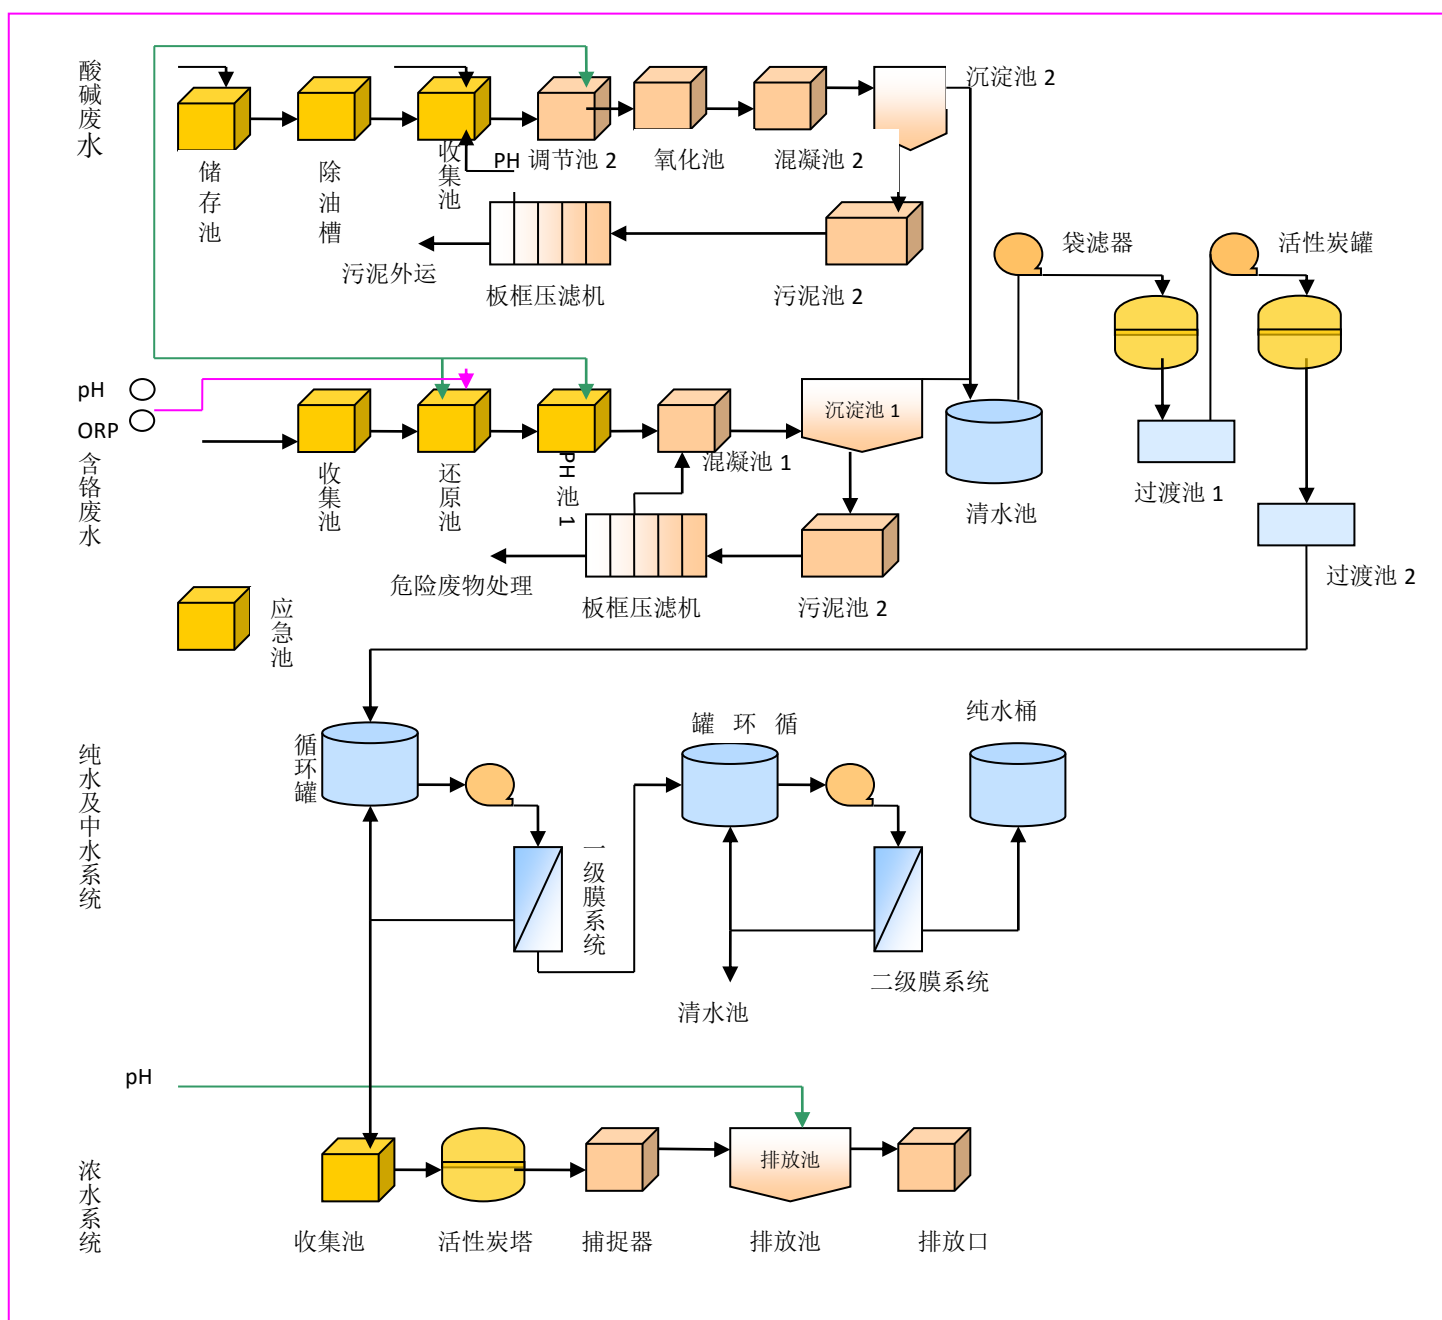 酸碱废水
沉淀池 2
储存池
除油槽
收集池
PH 调节池 2
氧化池
混凝池 2
袋滤器
活性炭罐
污泥外运
板框压滤机
污泥池 2
pH
ORP
含铬废水
收集池
还原池
PH 池 1
混凝池 1
沉淀池 1
清水池
过渡池 1
过渡池 2
危险废物处理
板框压滤机
污泥池 2
应急池
纯水及中水系统
循环罐
一级膜系统
罐 环 循
纯水桶
二级膜系统
清水池
pH
浓水系统
排放池
收集池
活性炭塔
捕捉器
排放池
排放口